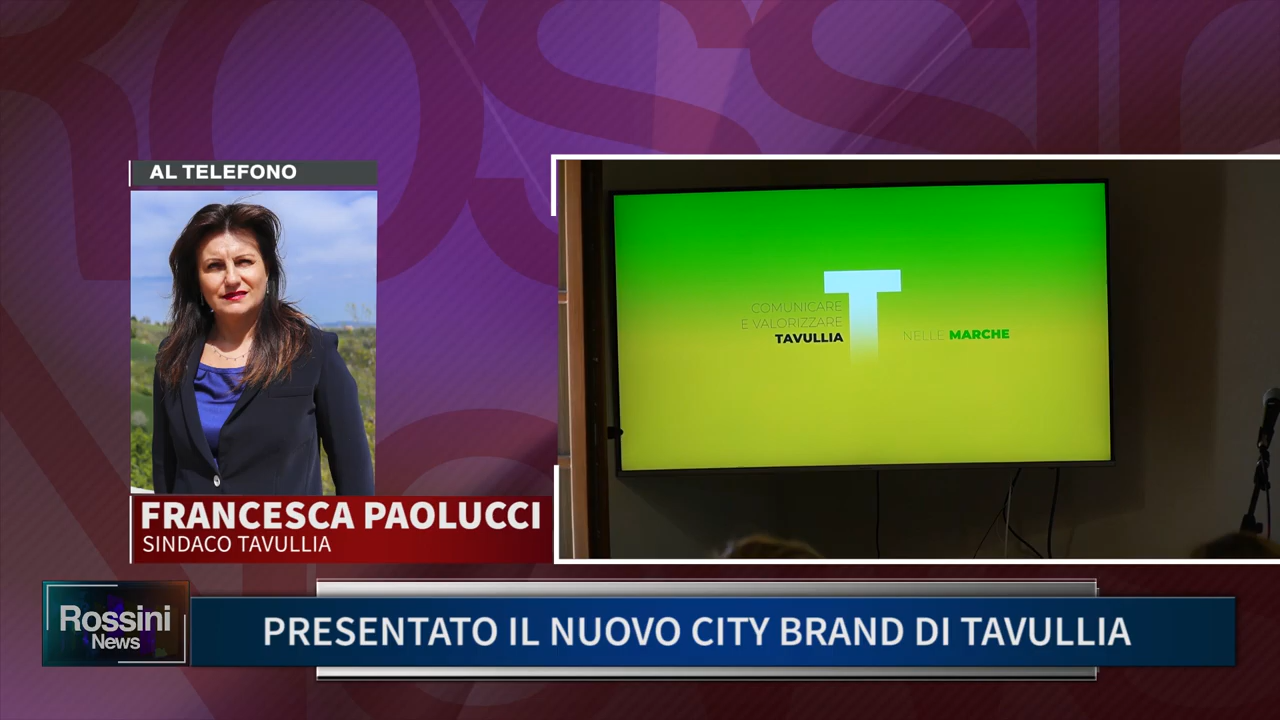 ROSSINI
AL TELEFONO
FRANCESCA PAOLUCCI
SINDACO TAVULLIA
COMUNICARE
E VALORIZZARE
TAVULLIA
T
NELLE MARCHE
Rossini
News
PRESENTATO IL NUOVO CITY BRAND DI TAVULLIA